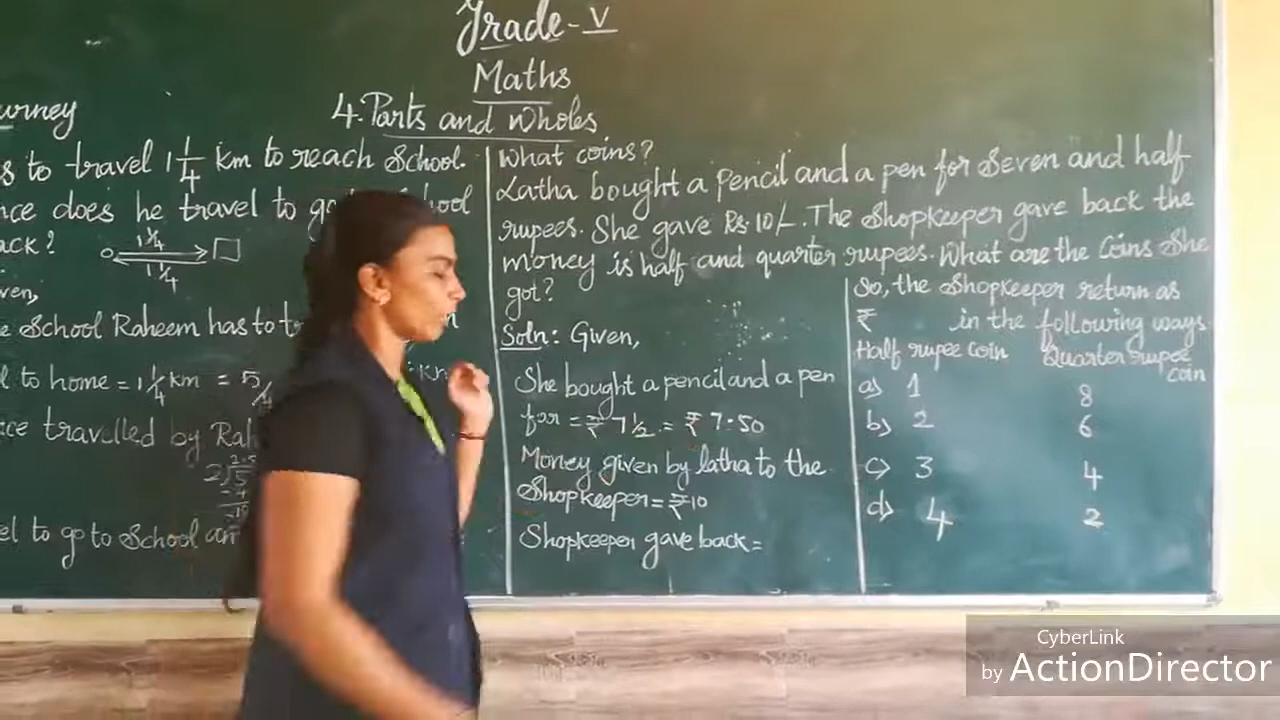 Grade - V
Maths
4. Parts and Wholes
urney
s to travel 1 1/4 km to reach School.
nce does he travel to go to School
ack?
1 1/4
1 1/4
ven,
e School Raheem has to
l to home = 1 1/4 km = 5/4
ce travelled by Rah
2.5
2)5
el to go to School an
What coins?
Latha bought a Pencil and a pen for Seven and half
rupees. She gave Rs. 10/-. The Shopkeeper gave back the
money is half and quarter rupees. What are the Coins She
got?
Soln: Given,
She bought a pencil and a pen
for = ₹ 7 1/2 = ₹ 7.50
Money given by latha to the
Shopkeeper = ₹ 10
Shopkeeper gave back =
So, the Shopkeeper return as
₹ in the following ways.
Half rupee coin Quarter rupee coin
a) 1 8
b) 2 6
c) 3 4
d) 4 2
CyberLink
by ActionDirector